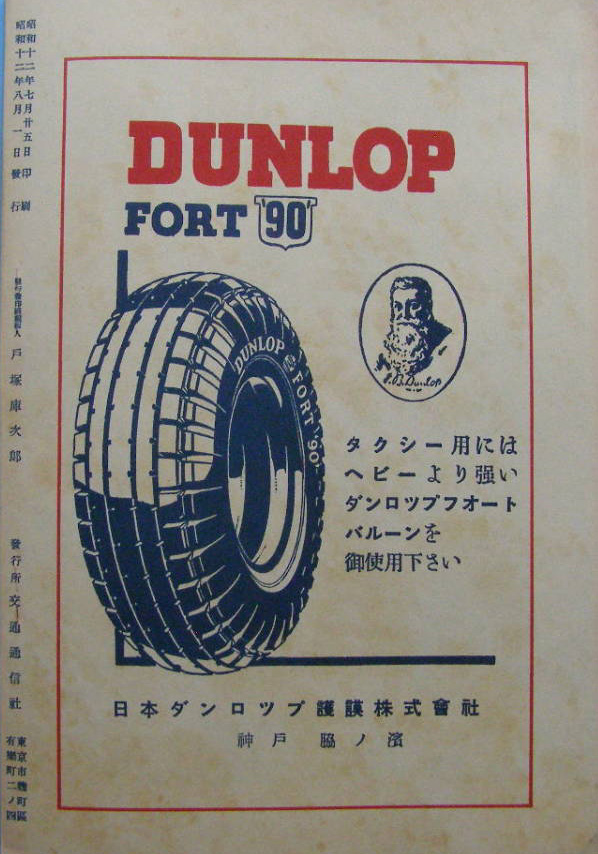 DUNLOP
FORT '90'
DUNLOP FORT '90'
J.B. Dunlop
タクシー用には
ヘビーより强い
ダンロツプフオート
バルーンを
御使用下さい
日本ダンロツプ護謨株式會社
神戸 脇ノ濱
昭和十二年七月廿五日印刷
昭和十二年八月一日發行
戸塚庫次郎
發行所 交通通信社
東京市麹町區
有樂町二ノ四